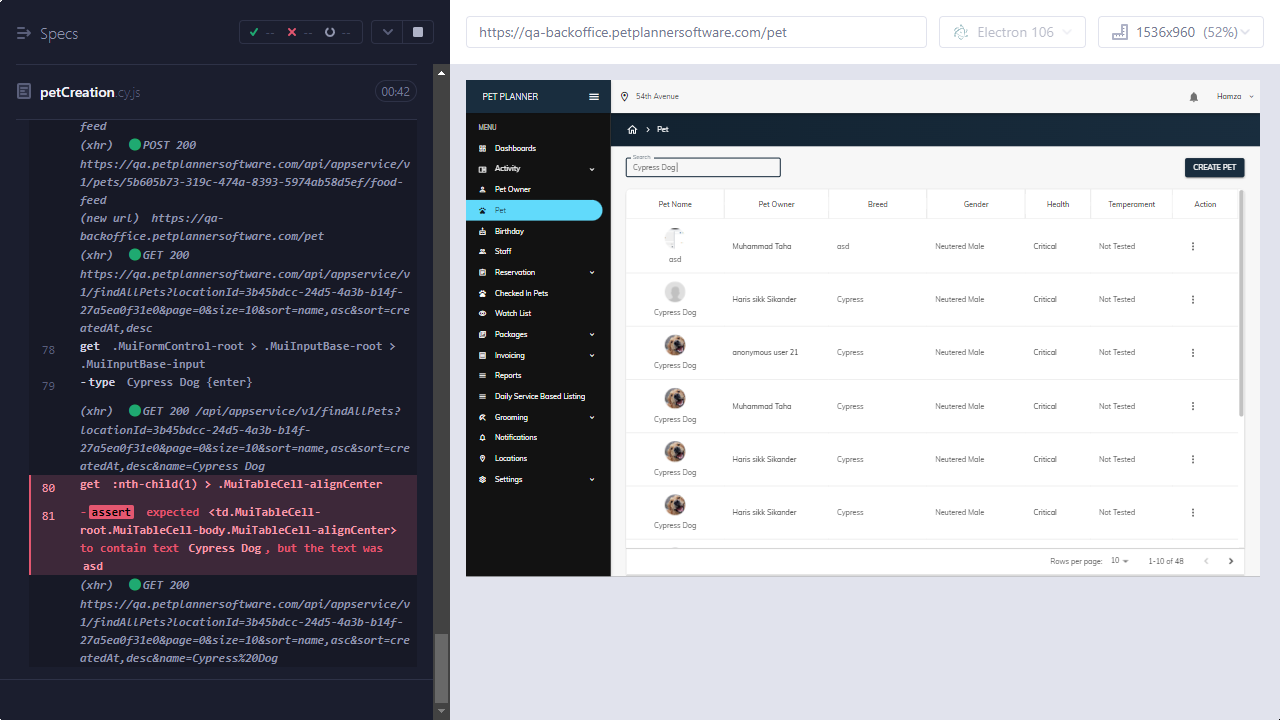 Specs
-- -- --
petCreation.cy.js
00:42
feed
(xhr) POST 200
https://qa.petplannersoftware.com/api/appservice/v
1/pets/5b605b73-319c-474a-8393-5974ab58d5ef/food-
feed
(new url) https://qa-
backoffice.petplannersoftware.com/pet
(xhr) GET 200
https://qa.petplannersoftware.com/api/appservice/v
1/findAllPets?locationId=3b45bdcc-24d5-4a3b-b14f-
27a5ea0f31e0&page=0&size=10&sort=name,asc&sort=cre
atedAt,desc
78 get .MuiFormControl-root > .MuiInputBase-root >
.MuiInputBase-input
79 -type Cypress Dog {enter}
(xhr) GET 200 /api/appservice/v1/findAllPets?
locationId=3b45bdcc-24d5-4a3b-b14f-
27a5ea0f31e0&page=0&size=10&sort=name,asc&sort=cre
atedAt,desc&name=Cypress Dog
80 get :nth-child(1) > .MuiTableCell-alignCenter
81 -assert expected <td.MuiTableCell-
root.MuiTableCell-body.MuiTableCell-alignCenter>
to contain text Cypress Dog, but the text was
asd
(xhr) GET 200
https://qa.petplannersoftware.com/api/appservice/v
1/findAllPets?locationId=3b45bdcc-24d5-4a3b-b14f-
27a5ea0f31e0&page=0&size=10&sort=name,asc&sort=cre
atedAt,desc&name=Cypress%20Dog
https://qa-backoffice.petplannersoftware.com/pet
Electron 106
1536x960 (52%)
PET PLANNER
54th Avenue
Hamza
MENU
Dashboards
Activity
Pet Owner
Pet
Birthday
Staff
Reservation
Checked In Pets
Watch List
Packages
Invoicing
Reports
Daily Service Based Listing
Grooming
Notifications
Locations
Settings
Pet
Search
Cypress Dog
CREATE PET
Pet Name Pet Owner Breed Gender Health Temperament Action
asd Muhammad Taha asd Neutered Male Critical Not Tested
Cypress Dog Haris sikk Sikander Cypress Neutered Male Critical Not Tested
Cypress Dog anonymous user 21 Cypress Neutered Male Critical Not Tested
Cypress Dog Muhammad Taha Cypress Neutered Male Critical Not Tested
Cypress Dog Haris sikk Sikander Cypress Neutered Male Critical Not Tested
Cypress Dog Haris sikk Sikander Cypress Neutered Male Critical Not Tested
Rows per page: 10 1-10 of 48